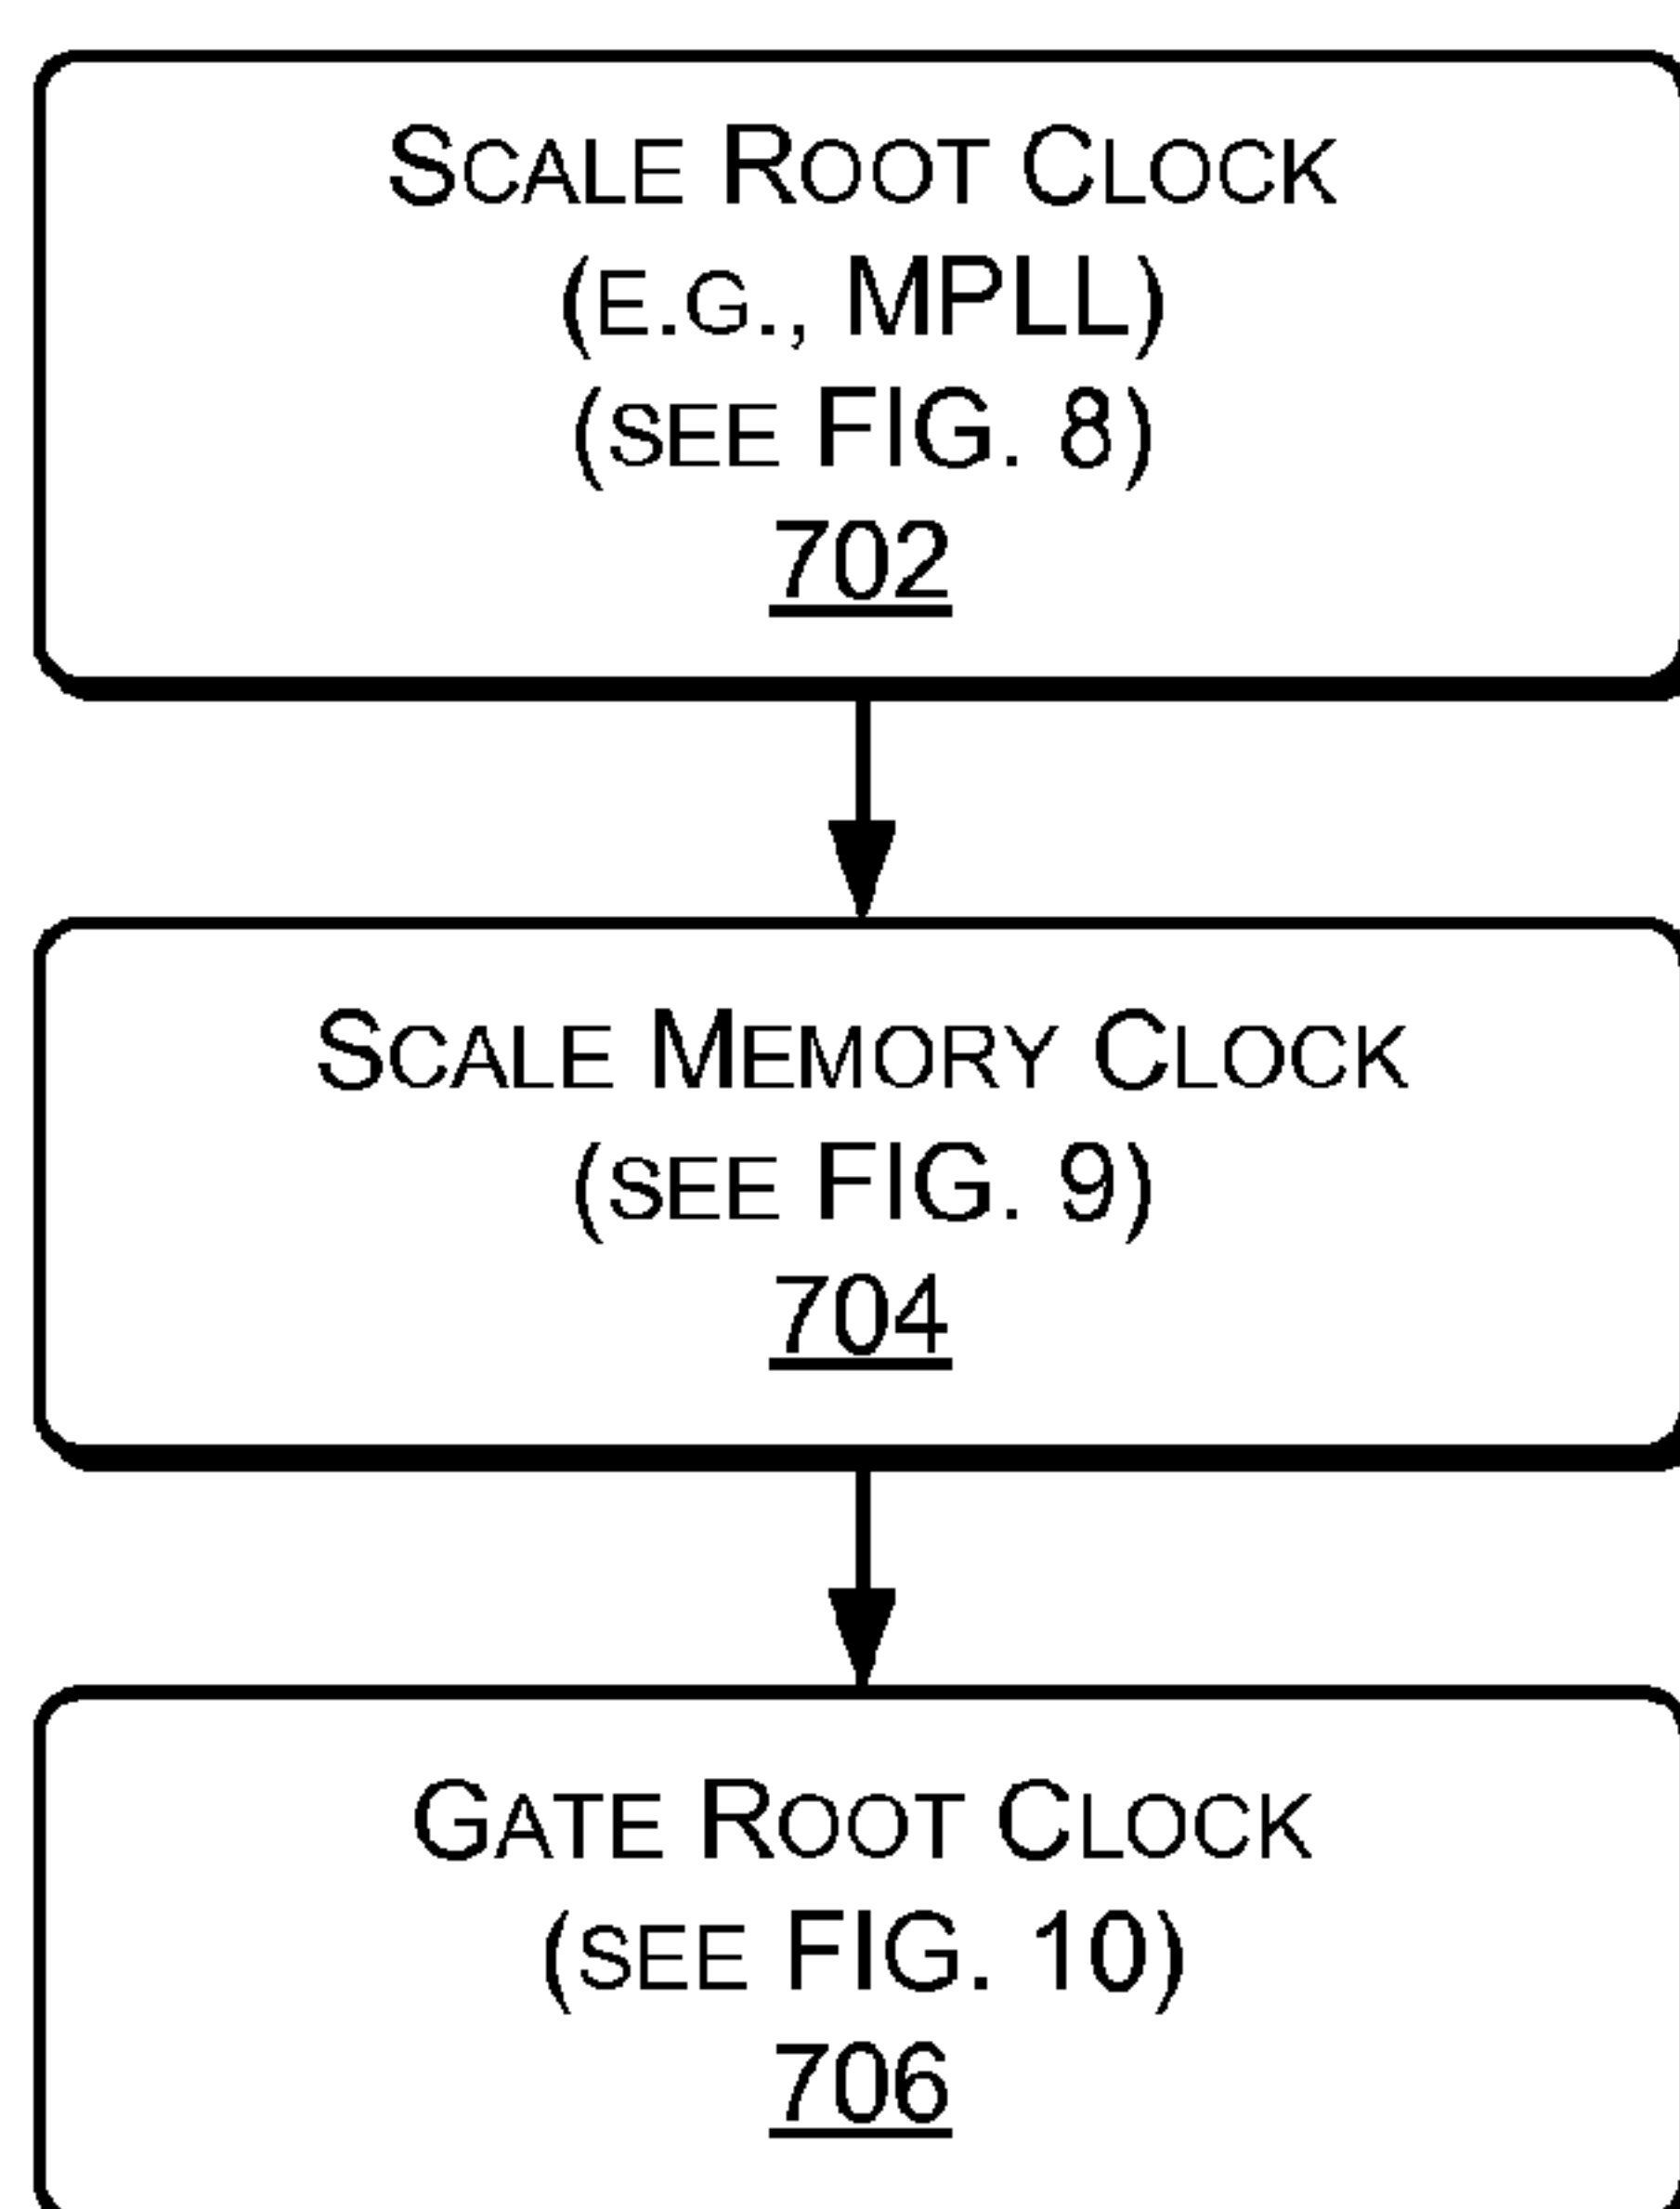 SCALE ROOT CLOCK
(E.G., MPLL)
(SEE FIG. 8)
702
SCALE MEMORY CLOCK
(SEE FIG. 9)
704
GATE ROOT CLOCK
(SEE FIG. 10)
706